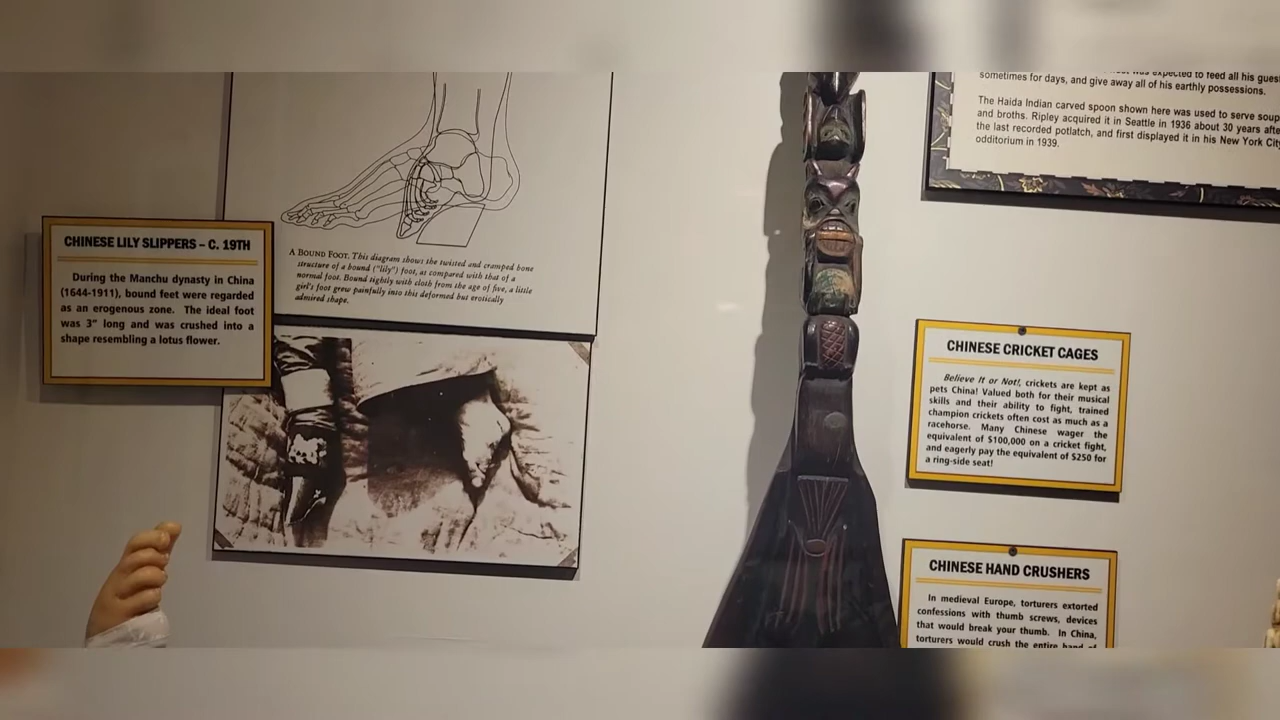 CHINESE LILY SLIPPERS – C. 19TH
During the Manchu dynasty in China
(1644-1911), bound feet were regarded
as an erogenous zone. The ideal foot
was 3" long and was crushed into a
shape resembling a lotus flower.
A BOUND FOOT. This diagram shows the twisted and cramped bone
structure of a bound ("lily") foot, as compared with that of a
normal foot. Bound tightly with cloth from the age of five, a little
girl's foot grew painfully into this deformed but erotically
admired shape.
was expected to feed all his gues
sometimes for days, and give away all of his earthly possessions.
The Haida Indian carved spoon shown here was used to serve soup
and broths. Ripley acquired it in Seattle in 1936 about 30 years afte
the last recorded potlatch, and first displayed it in his New York City
odditorium in 1939.
CHINESE CRICKET CAGES
Believe It or Not!, crickets are kept as
pets China! Valued both for their musical
skills and their ability to fight, trained
champion crickets often cost as much as a
racehorse. Many Chinese wager the
equivalent of $100,000 on a cricket fight,
and eagerly pay the equivalent of $250 for
a ring-side seat!
CHINESE HAND CRUSHERS
In medieval Europe, torturers extorted
confessions with thumb screws, devices
that would break your thumb. In China,
torturers would crush the entire hand of